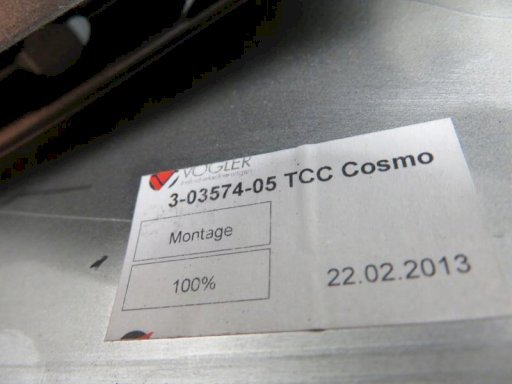 VOGLER
3-03574-05 TCC Cosmo
Montage
100%
22.02.2013